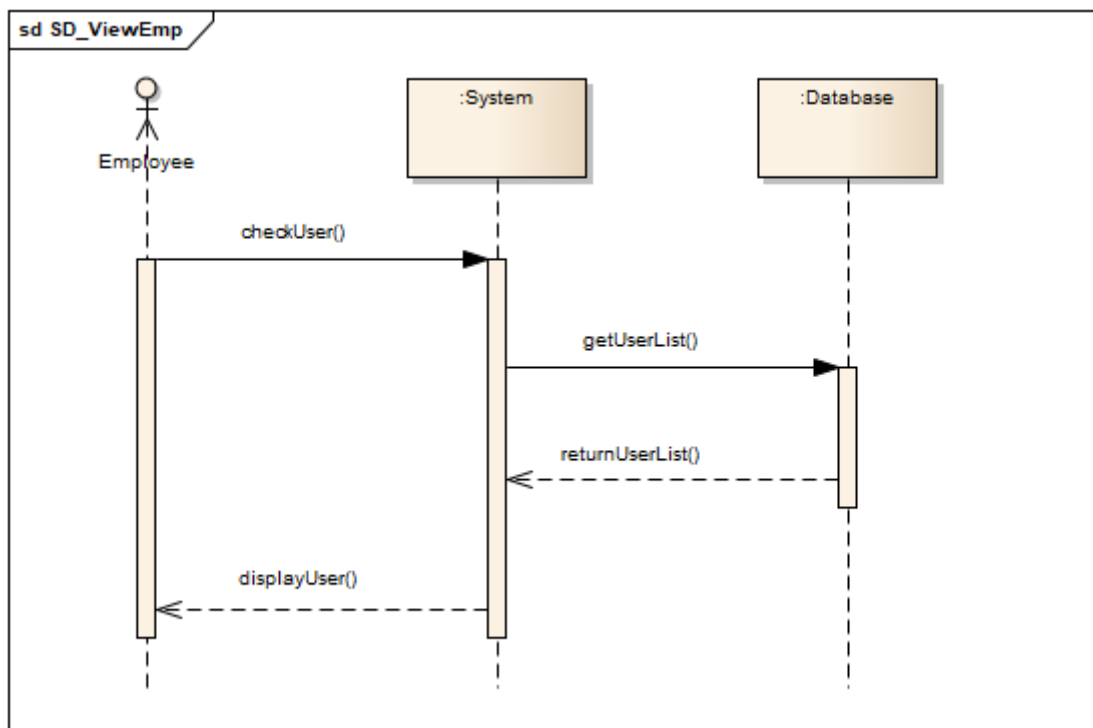 sd SD_ViewEmp
:System
:Database
Employee
checkUser()
getUserList()
returnUserList()
displayUser()